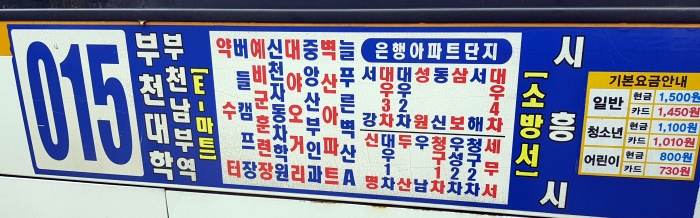 015
부천대학
부천남부역
[E-마트]
약수터
버들캠프장
예비군훈련장
신천자동차학원
대야오거리
중앙산부인과
벽산아파트
늘푸른벽산A
은행아파트단지
서강
대우3차
대우2차
성원
동신
삼보
서해
대우4차
신명
대우1차
두산
우남
청구1차
우성2차
청구2차
세무서
[소방서]
시흥시
기본요금안내
일반 현금 1,500원
카드 1,450원
청소년 현금 1,100원
카드 1,010원
어린이 현금 800원
카드 730원